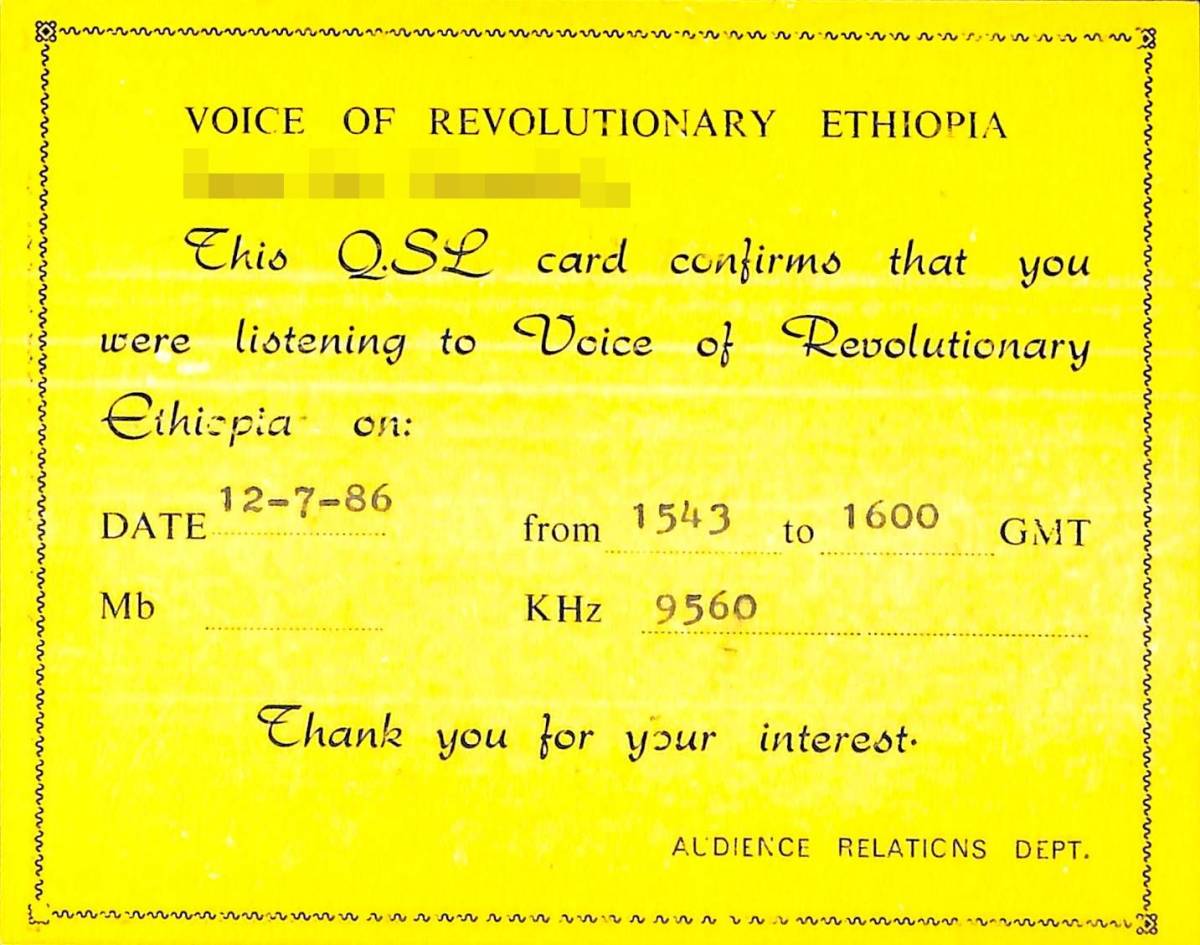 VOICE OF REVOLUTIONARY ETHIOPIA
This QSL card confirms that you
were listening to Voice of Revolutionary
Ethiopia on:
DATE 12-7-86 from 1543 to 1600 GMT
Mb KHz 9560
Thank you for your interest.
AUDIENCE RELATIONS DEPT.